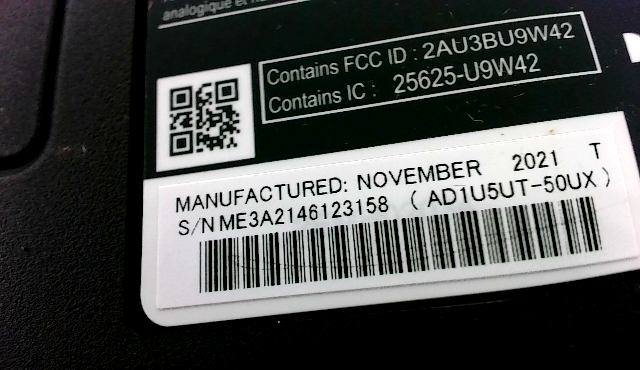 analogique et
Contains FCC ID : 2AU3BU9W42
Contains IC : 25625-U9W42
MANUFACTURED: NOVEMBER 2021 T
S/N ME3A2146123158 ( AD1U5UT-50UX )